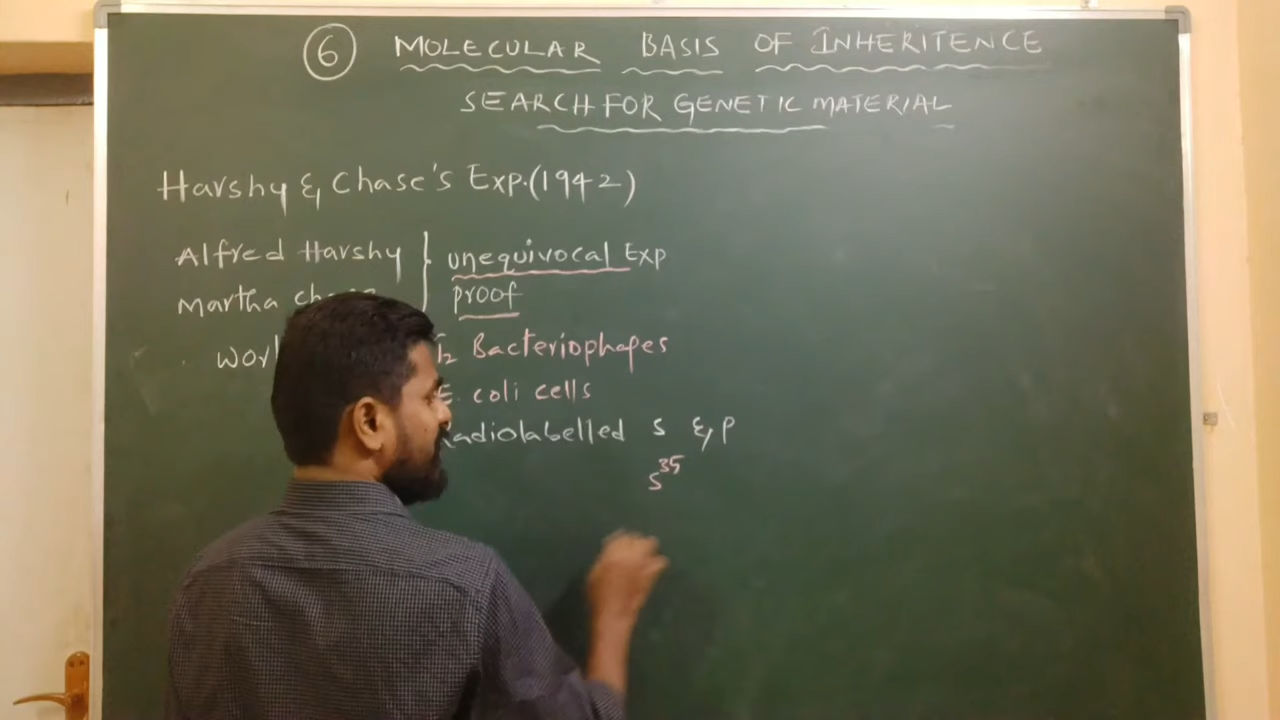 6 MOLECULAR BASIS OF INHERITENCE
SEARCH FOR GENETIC MATERIAL
Harshy & Chase's Exp.(1942)
Alfred Harshy } unequivocal Exp
Martha proof
Bacteriophages
E. coli cells
Radiolabelled S & P
S³⁵